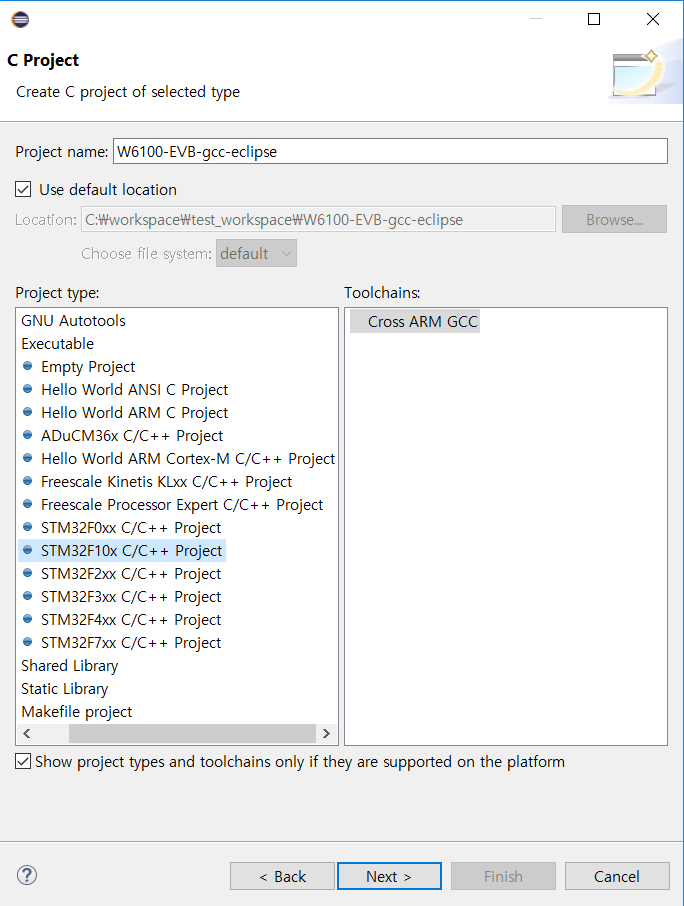 C Project
Create C project of selected type
Project name: W6100-EVB-gcc-eclipse
Use default location
Location: C:₩workspace₩test_workspace₩W6100-EVB-gcc-eclipse Browse...
Choose file system: default
Project type: Toolchains:
GNU Autotools Cross ARM GCC
Executable
Empty Project
Hello World ANSI C Project
Hello World ARM C Project
ADuCM36x C/C++ Project
Hello World ARM Cortex-M C/C++ Project
Freescale Kinetis KLxx C/C++ Project
Freescale Processor Expert C/C++ Project
STM32F0xx C/C++ Project
STM32F10x C/C++ Project
STM32F2xx C/C++ Project
STM32F3xx C/C++ Project
STM32F4xx C/C++ Project
STM32F7xx C/C++ Project
Shared Library
Static Library
Makefile project
Show project types and toolchains only if they are supported on the platform
? < Back Next > Finish Cancel